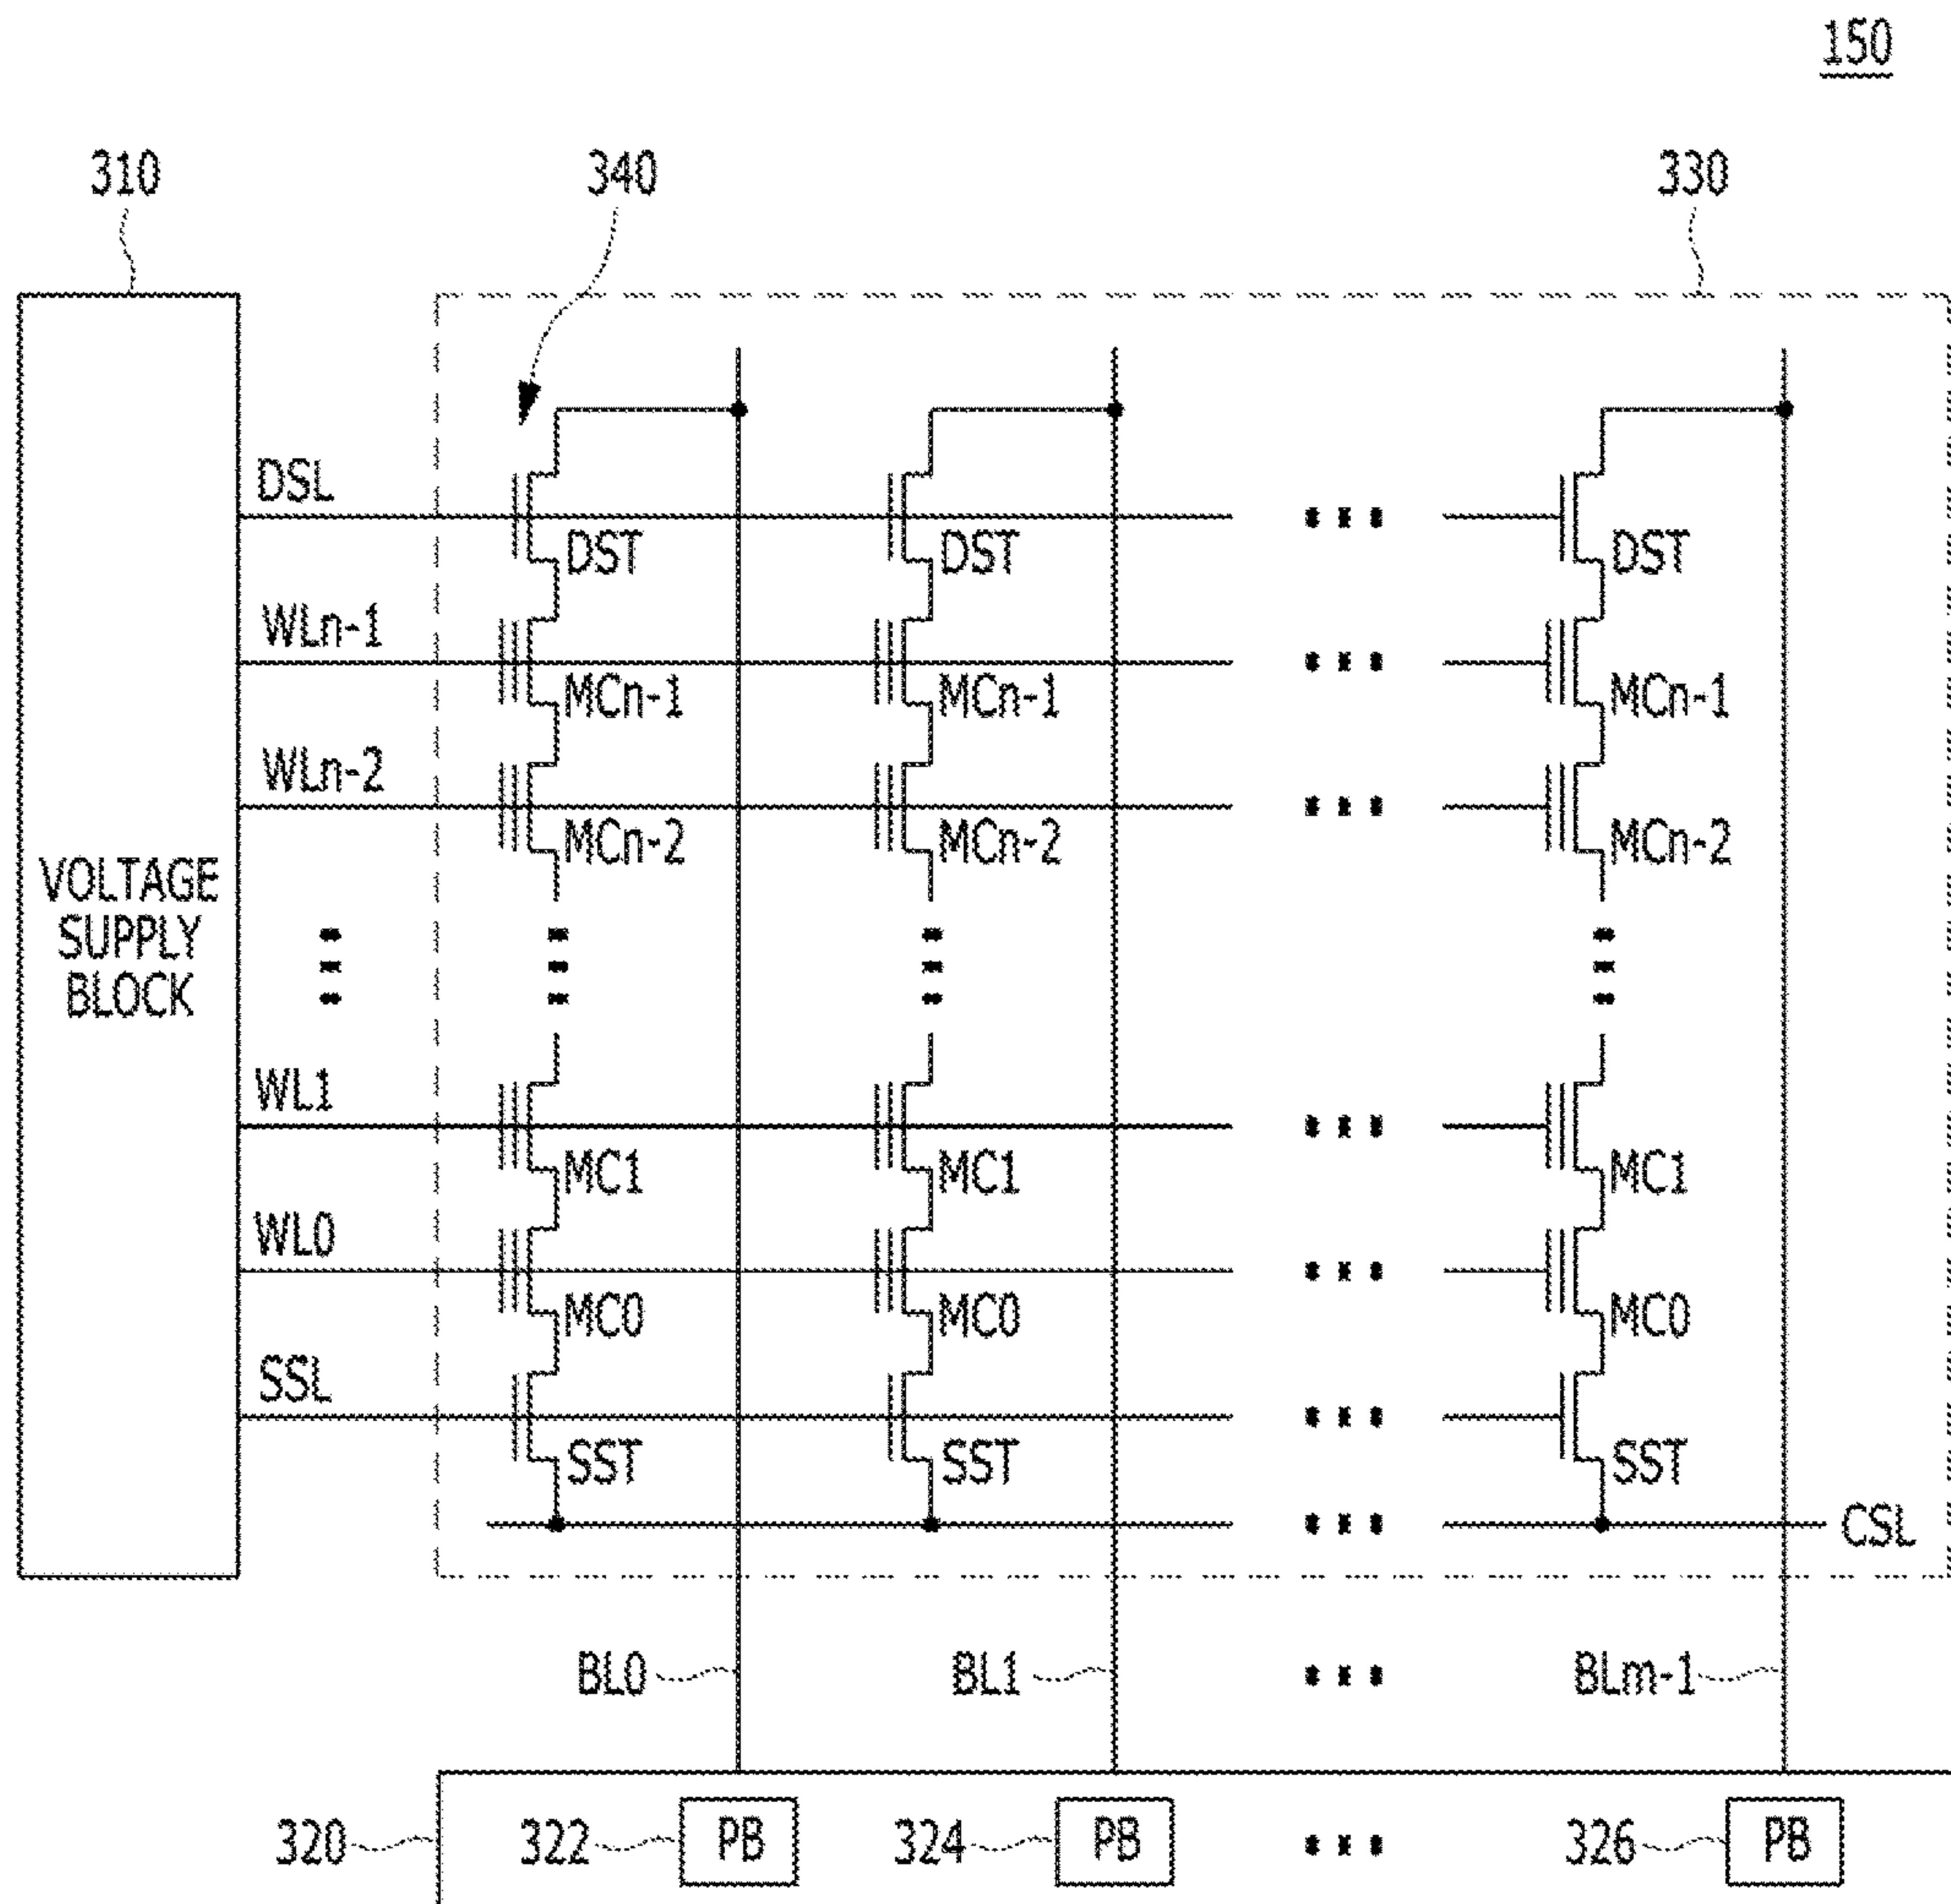 150
310
340
330
DSL
DST
DST
DST
WLn-1
MCn-1
MCn-1
MCn-1
WLn-2
MCn-2
MCn-2
MCn-2
VOLTAGE
SUPPLY
BLOCK
WL1
MC1
MC1
MC1
WL0
MC0
MC0
MC0
SSL
SST
SST
SST
CSL
BL0
BL1
BLm-1
320
322
PB
324
PB
326
PB